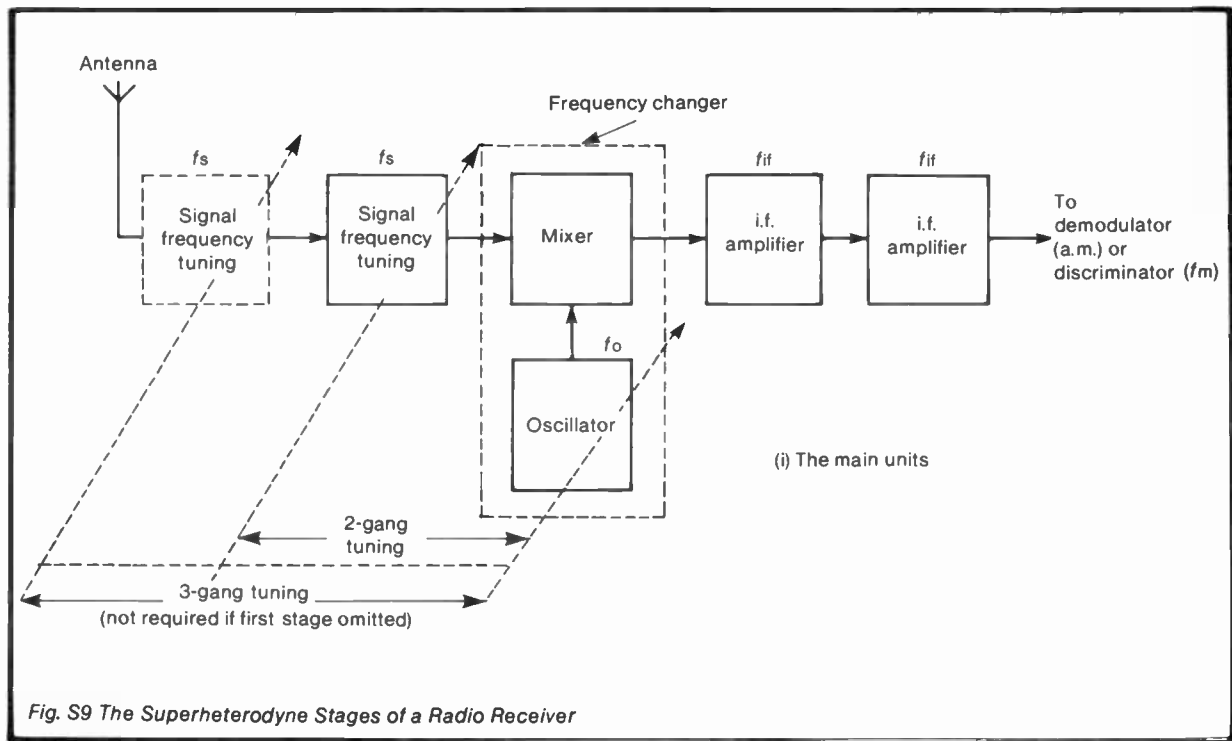 Antenna
Frequency changer
fs
fs
fif
fif
Signal
frequency
tuning
Signal
frequency
tuning
Mixer
i.f.
amplifier
i.f.
amplifier
To
demodulator
(a.m.) or
discriminator (fm)
fo
Oscillator
(i) The main units
2-gang
tuning
3-gang tuning
(not required if first stage omitted)
Fig. S9 The Superheterodyne Stages of a Radio Receiver